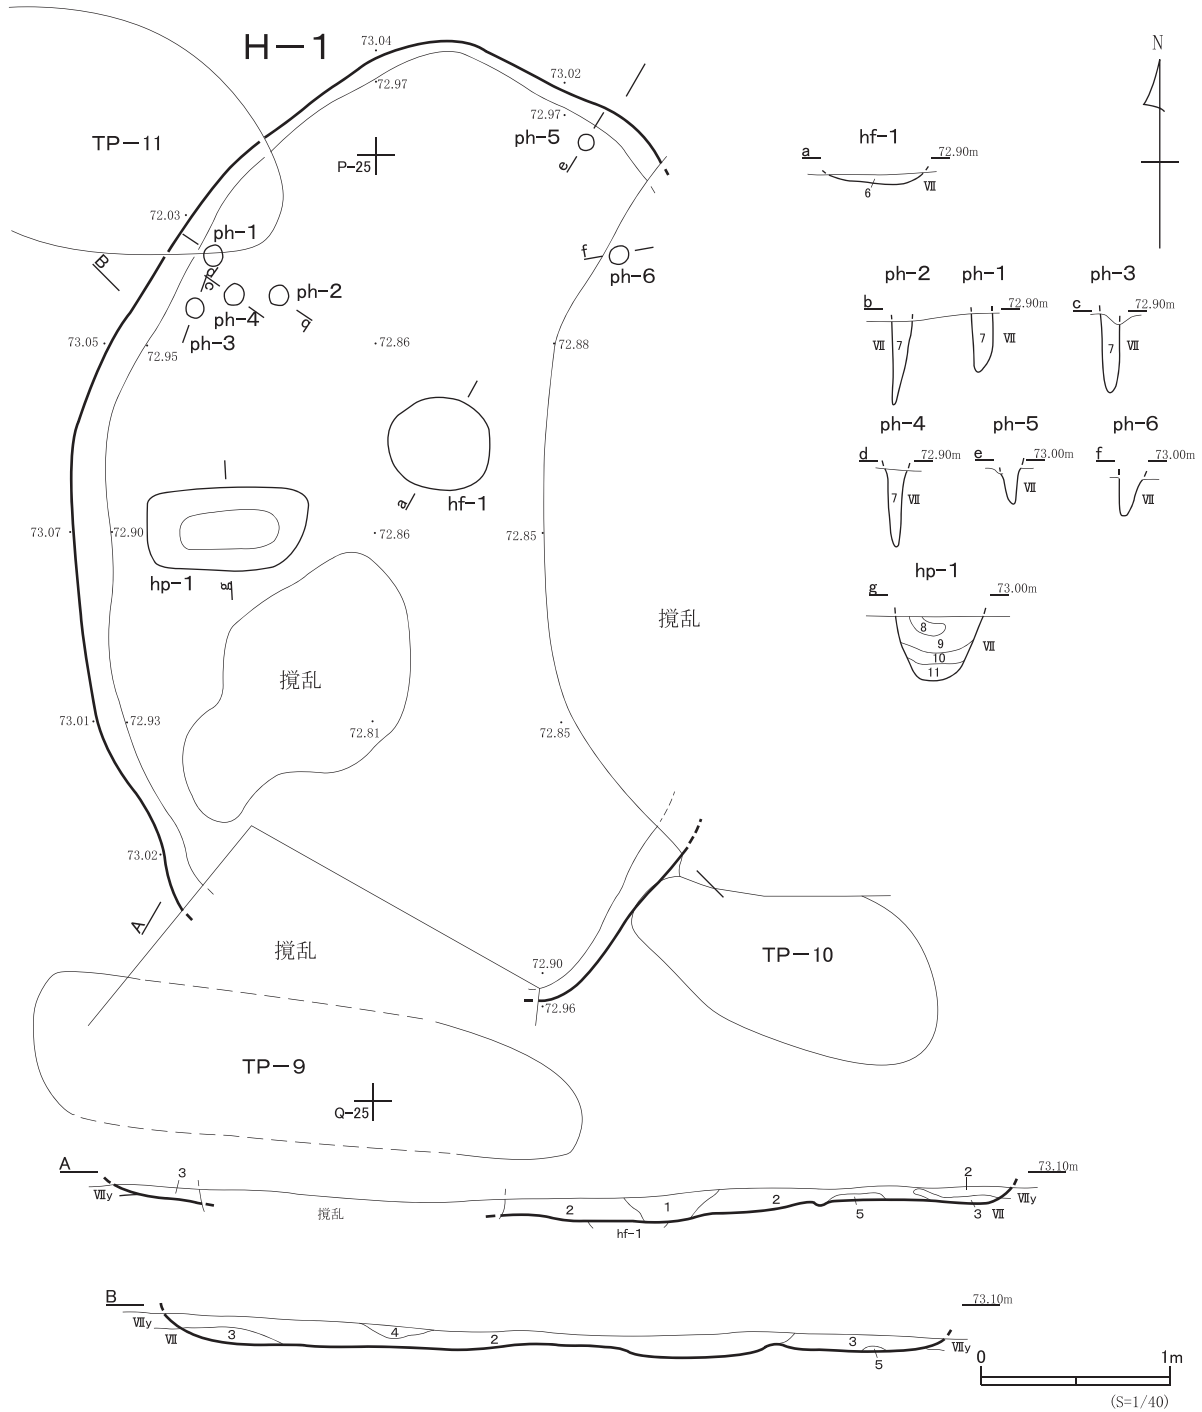 H－1
TP－11
73.04
72.97
73.02
72.97
ph-5
e
P-25
72.03
ph-1
B
c
ph-2
ph-4
b
ph-3
f
ph-6
73.05
72.95
72.86
72.88
a
hf-1
73.07
72.90
72.86
72.85
hp-1
g
撹乱
撹乱
73.01
72.93
72.81
72.85
73.02
A
撹乱
72.90
72.96
TP－10
TP－9
Q-25
N
hf-1
a
72.90m
6
Ⅶ
ph-2
ph-1
ph-3
b
72.90m
c
72.90m
Ⅶ
7
7
Ⅶ
7
Ⅶ
ph-4
ph-5
ph-6
d
72.90m
e
73.00m
f
73.00m
7
Ⅶ
Ⅶ
Ⅶ
hp-1
g
73.00m
8
9
10
11
Ⅶ
A
73.10m
Ⅶy
3
撹乱
2
hf-1
1
2
5
2
3
Ⅶ
Ⅶy
B
73.10m
Ⅶy
Ⅶ
3
4
2
3
5
Ⅶy
0
1m
(S=1/40)